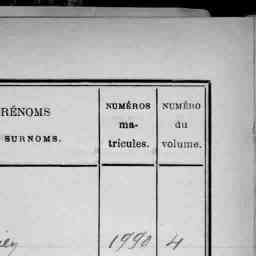 RÉNOMS
SURNOMS.
NUMÉROS
ma-
tricules.
NUMÉRO
du
volume.
1990 4